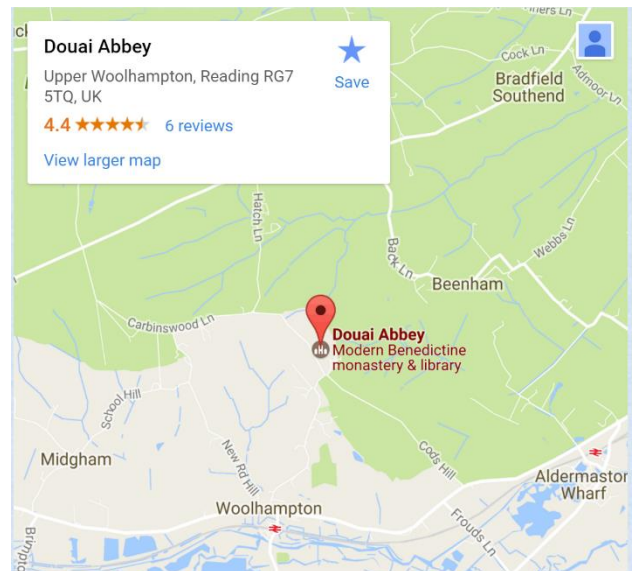 Douai Abbey
Upper Woolhampton, Reading RG7
5TQ, UK
4.4
6 reviews
View larger map
Save
Cock Ln
Admoor Ln
Bradfield
Southend
Hatch Ln
Back Ln
Webbs Ln
Beenham
Carbinswood Ln
Douai Abbey
Modern Benedictine
monastery & library
School Hill
New Rd Hill
Cods Hill
Midgham
Aldermaston
Wharf
Woolhampton
Frouds Ln